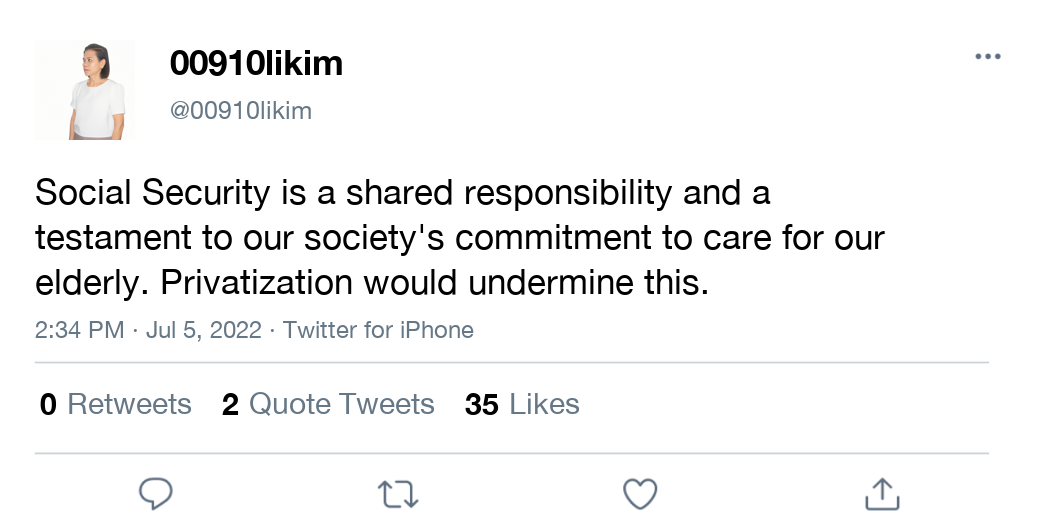 00910likim
@00910likim
Social Security is a shared responsibility and a
testament to our society's commitment to care for our
elderly. Privatization would undermine this.
2:34 PM · Jul 5, 2022 · Twitter for iPhone
0 Retweets 2 Quote Tweets 35 Likes